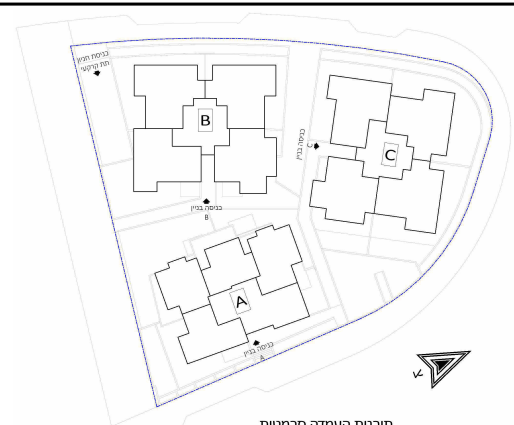 כניסת חניון
תת קרקעי
B
כניסה בניין
B
כניסה בניין
C
C
A
כניסה בניין
A
תוכנית העמדה סכמטית